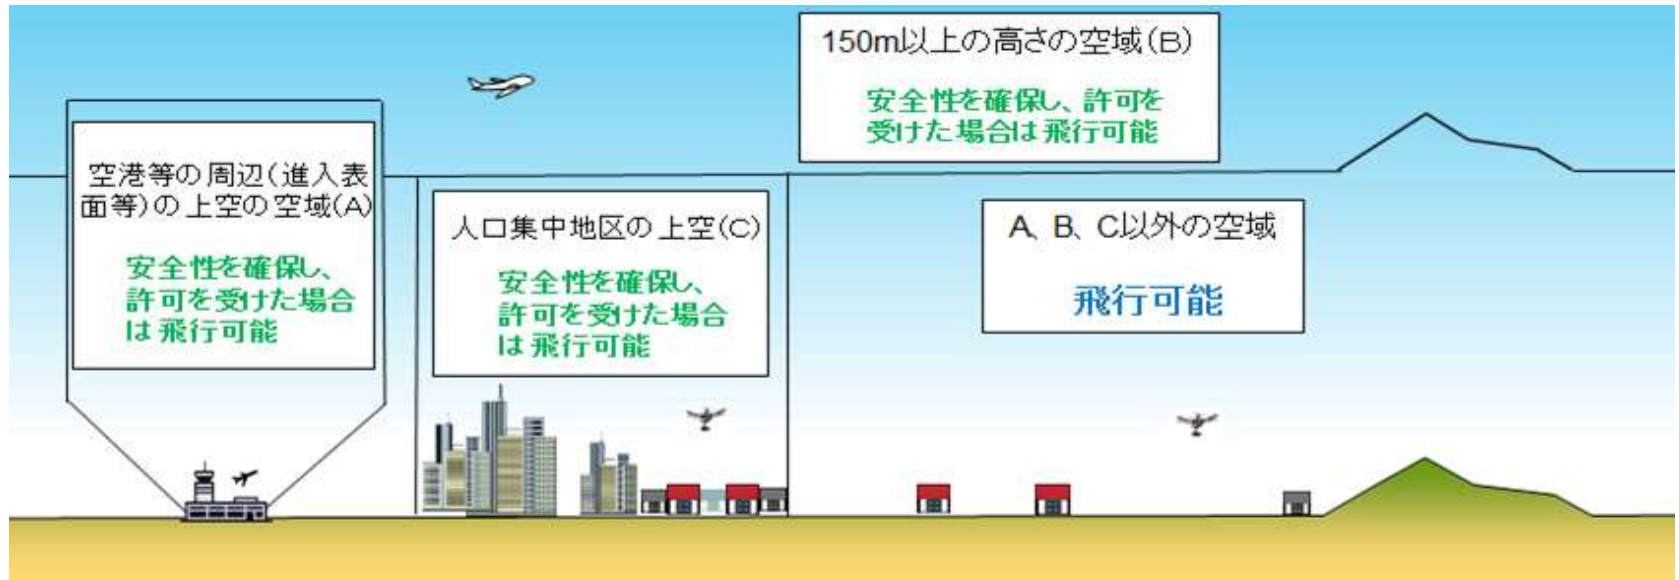 150m以上の高さの空域(B)
安全性を確保し、許可を
受けた場合は飛行可能
空港等の周辺(進入表
面等)の上空の空域(A)
安全性を確保し、
許可を受けた場合
は飛行可能
人口集中地区の上空(C)
安全性を確保し、
許可を受けた場合
は飛行可能
A、B、C以外の空域
飛行可能